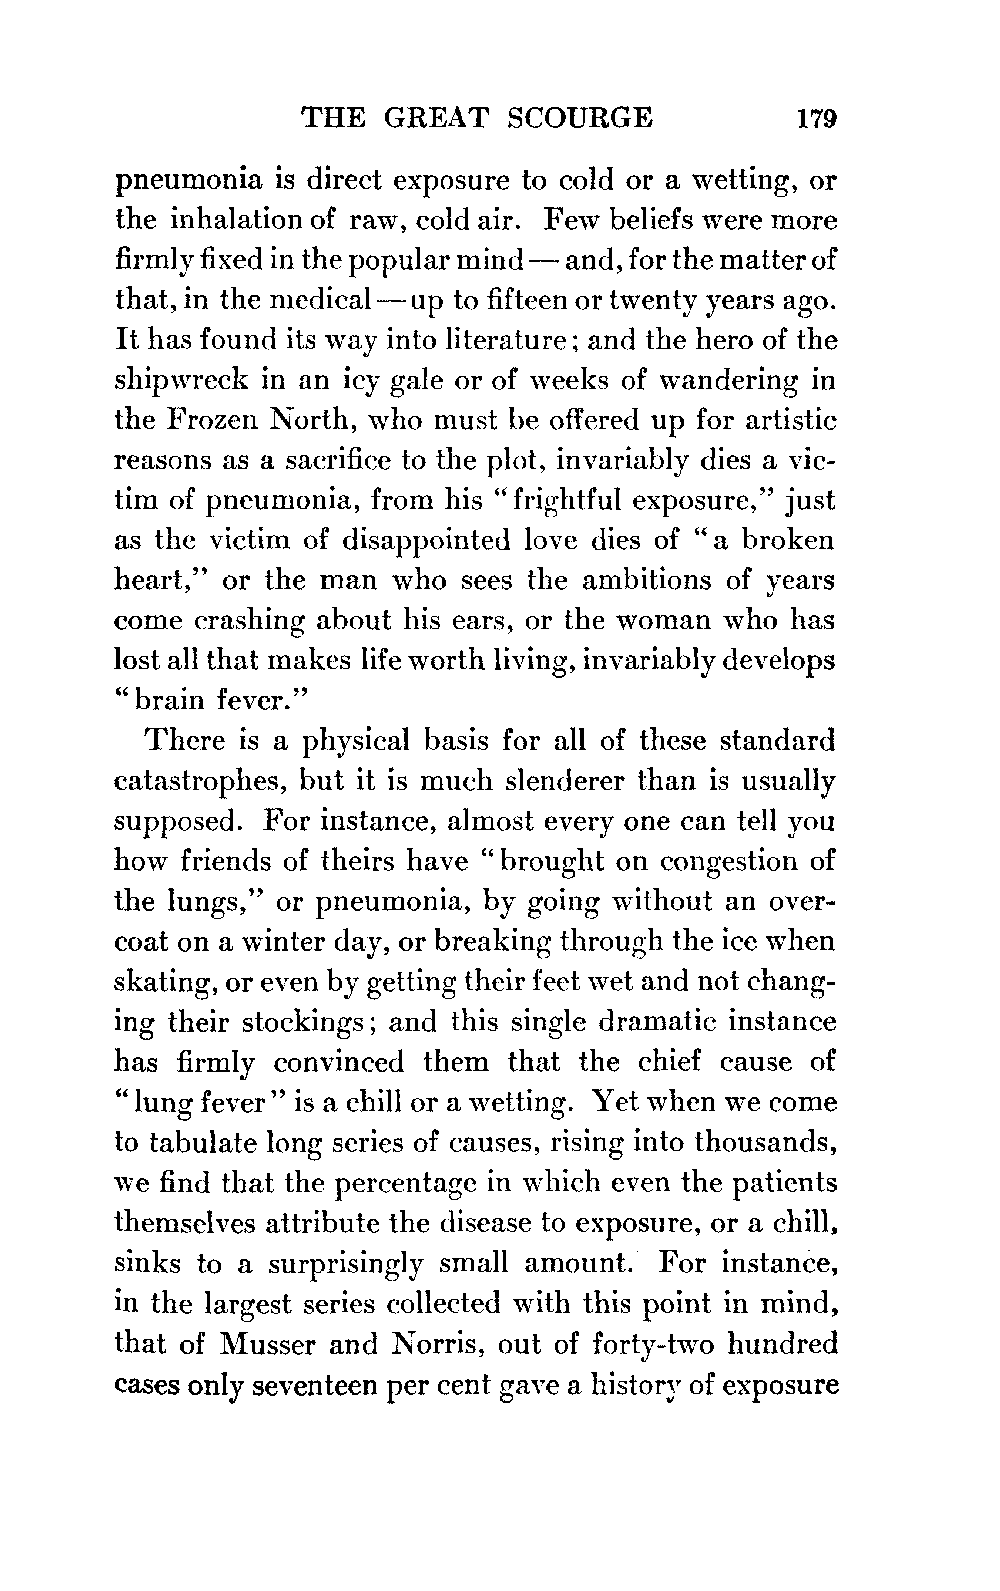 THE GREAT SCOURGE 179
pneumonia is direct exposure to cold or a wetting, or
the inhalation of raw, cold air. Few beliefs were more
firmly fixed in the popular mind — and, for the matter of
that, in the medical — up to fifteen or twenty years ago.
It has found its way into literature; and the hero of the
shipwreck in an icy gale or of weeks of wandering in
the Frozen North, who must be offered up for artistic
reasons as a sacrifice to the plot, invariably dies a vic-
tim of pneumonia, from his "frightful exposure," just
as the victim of disappointed love dies of "a broken
heart," or the man who sees the ambitions of years
come crashing about his ears, or the woman who has
lost all that makes life worth living, invariably develops
"brain fever."
There is a physical basis for all of these standard
catastrophes, but it is much slenderer than is usually
supposed. For instance, almost every one can tell you
how friends of theirs have "brought on congestion of
the lungs," or pneumonia, by going without an over-
coat on a winter day, or breaking through the ice when
skating, or even by getting their feet wet and not chang-
ing their stockings; and this single dramatic instance
has firmly convinced them that the chief cause of
"lung fever" is a chill or a wetting. Yet when we come
to tabulate long series of causes, rising into thousands,
we find that the percentage in which even the patients
themselves attribute the disease to exposure, or a chill,
sinks to a surprisingly small amount. For instance,
in the largest series collected with this point in mind,
that of Musser and Norris, out of forty-two hundred
cases only seventeen per cent gave a history of exposure